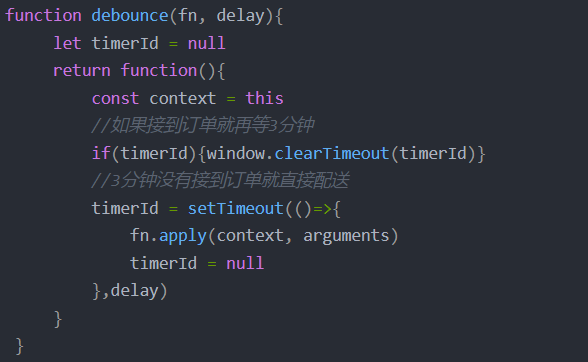 function debounce(fn, delay){
let timerId = null
return function(){
const context = this
//如果接到订单就再等3分钟
if(timerId){window.clearTimeout(timerId)}
//3分钟没有接到订单就直接配送
timerId = setTimeout(()=>{
fn.apply(context, arguments)
timerId = null
},delay)
}
}